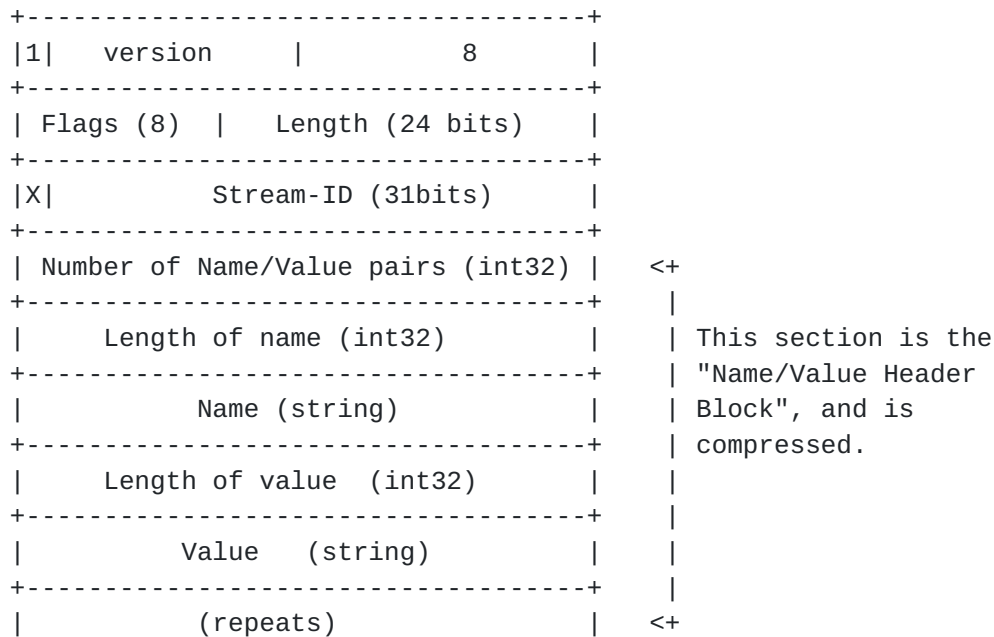 +------------------------------------+
|1|   version     |          8       |
+------------------------------------+
| Flags (8)  |   Length (24 bits)    |
+------------------------------------+
|X|          Stream-ID (31bits)      |
+------------------------------------+
| Number of Name/Value pairs (int32) |   <+
+------------------------------------+    |
|     Length of name (int32)         |    | This section is the
+------------------------------------+    | "Name/Value Header
|           Name (string)            |    | Block", and is
+------------------------------------+    | compressed.
|     Length of value  (int32)       |    |
+------------------------------------+    |
|          Value   (string)          |    |
+------------------------------------+    |
|           (repeats)                |   <+